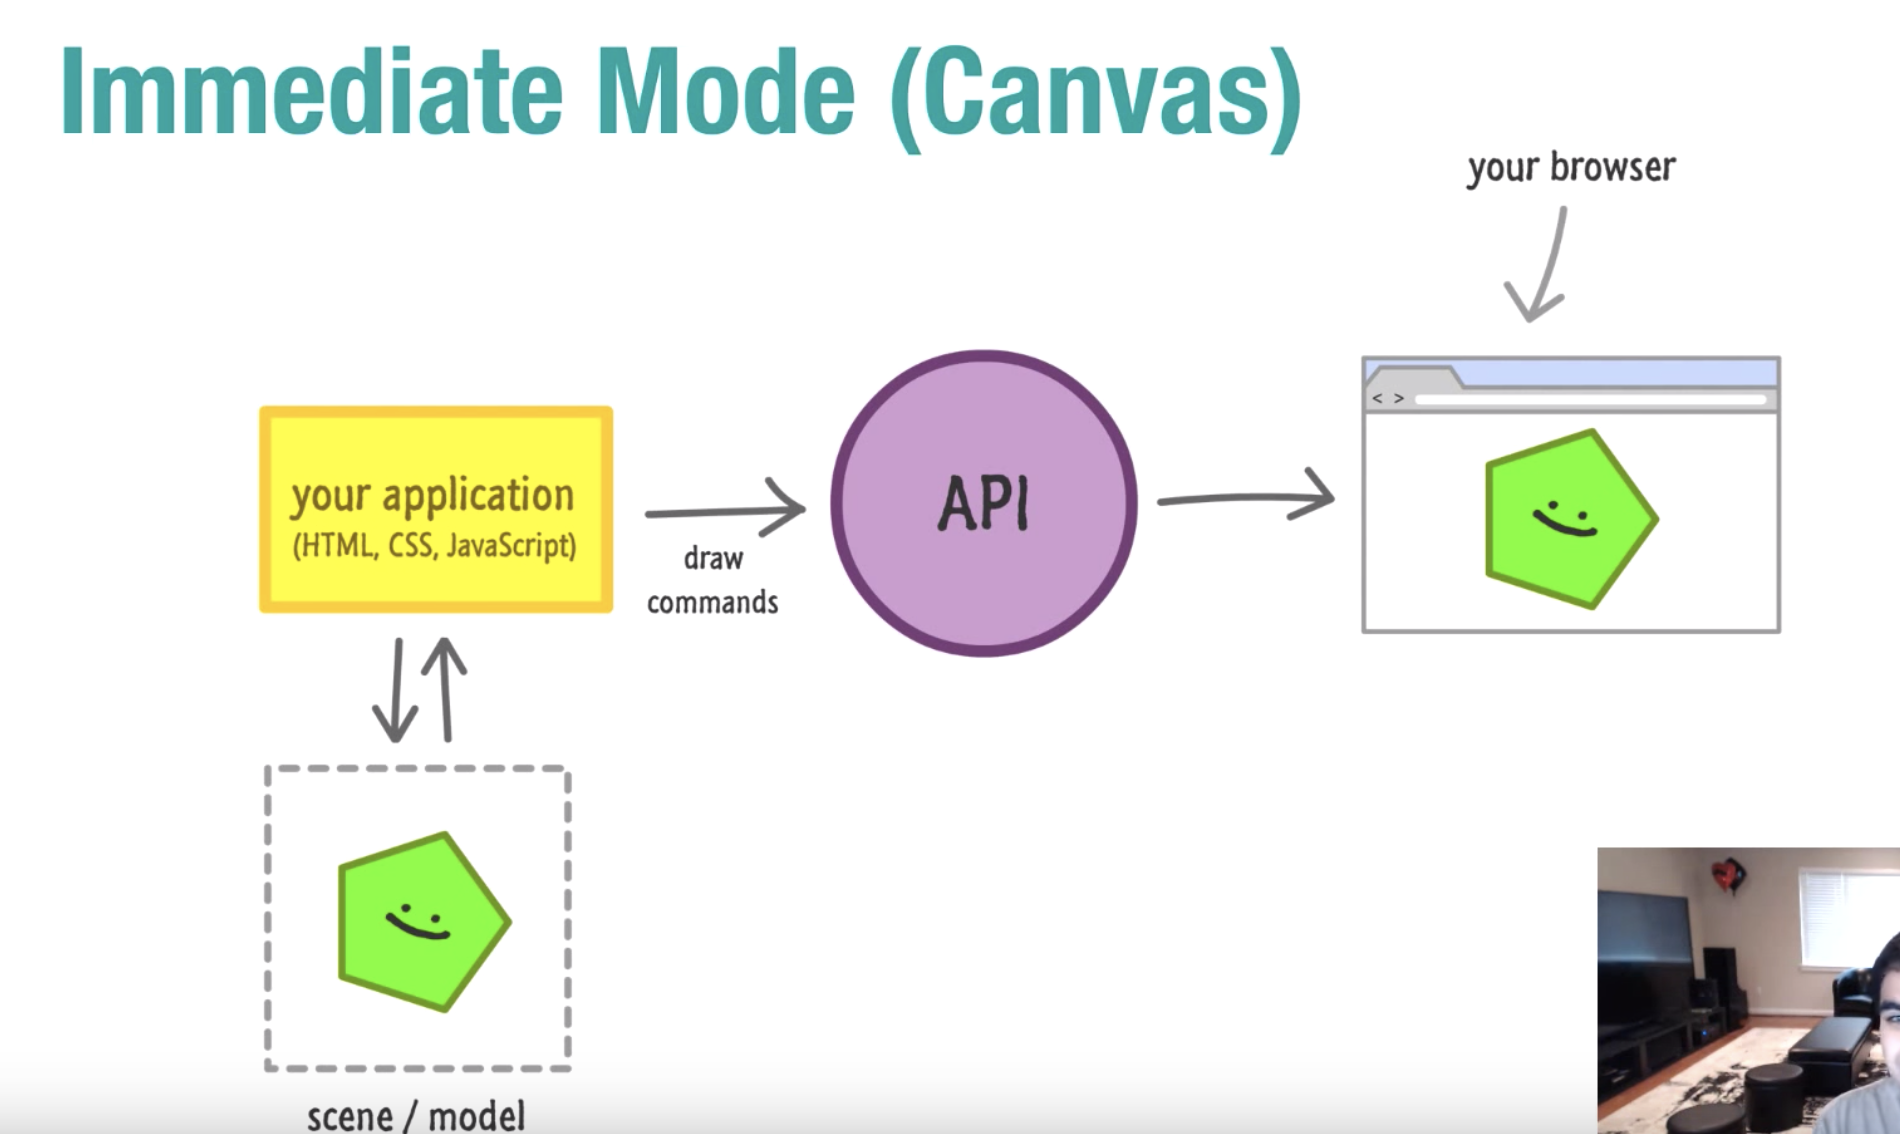 Immediate Mode (Canvas)
your browser
< >
your application
(HTML, CSS, JavaScript)
draw
commands
API
scene / model